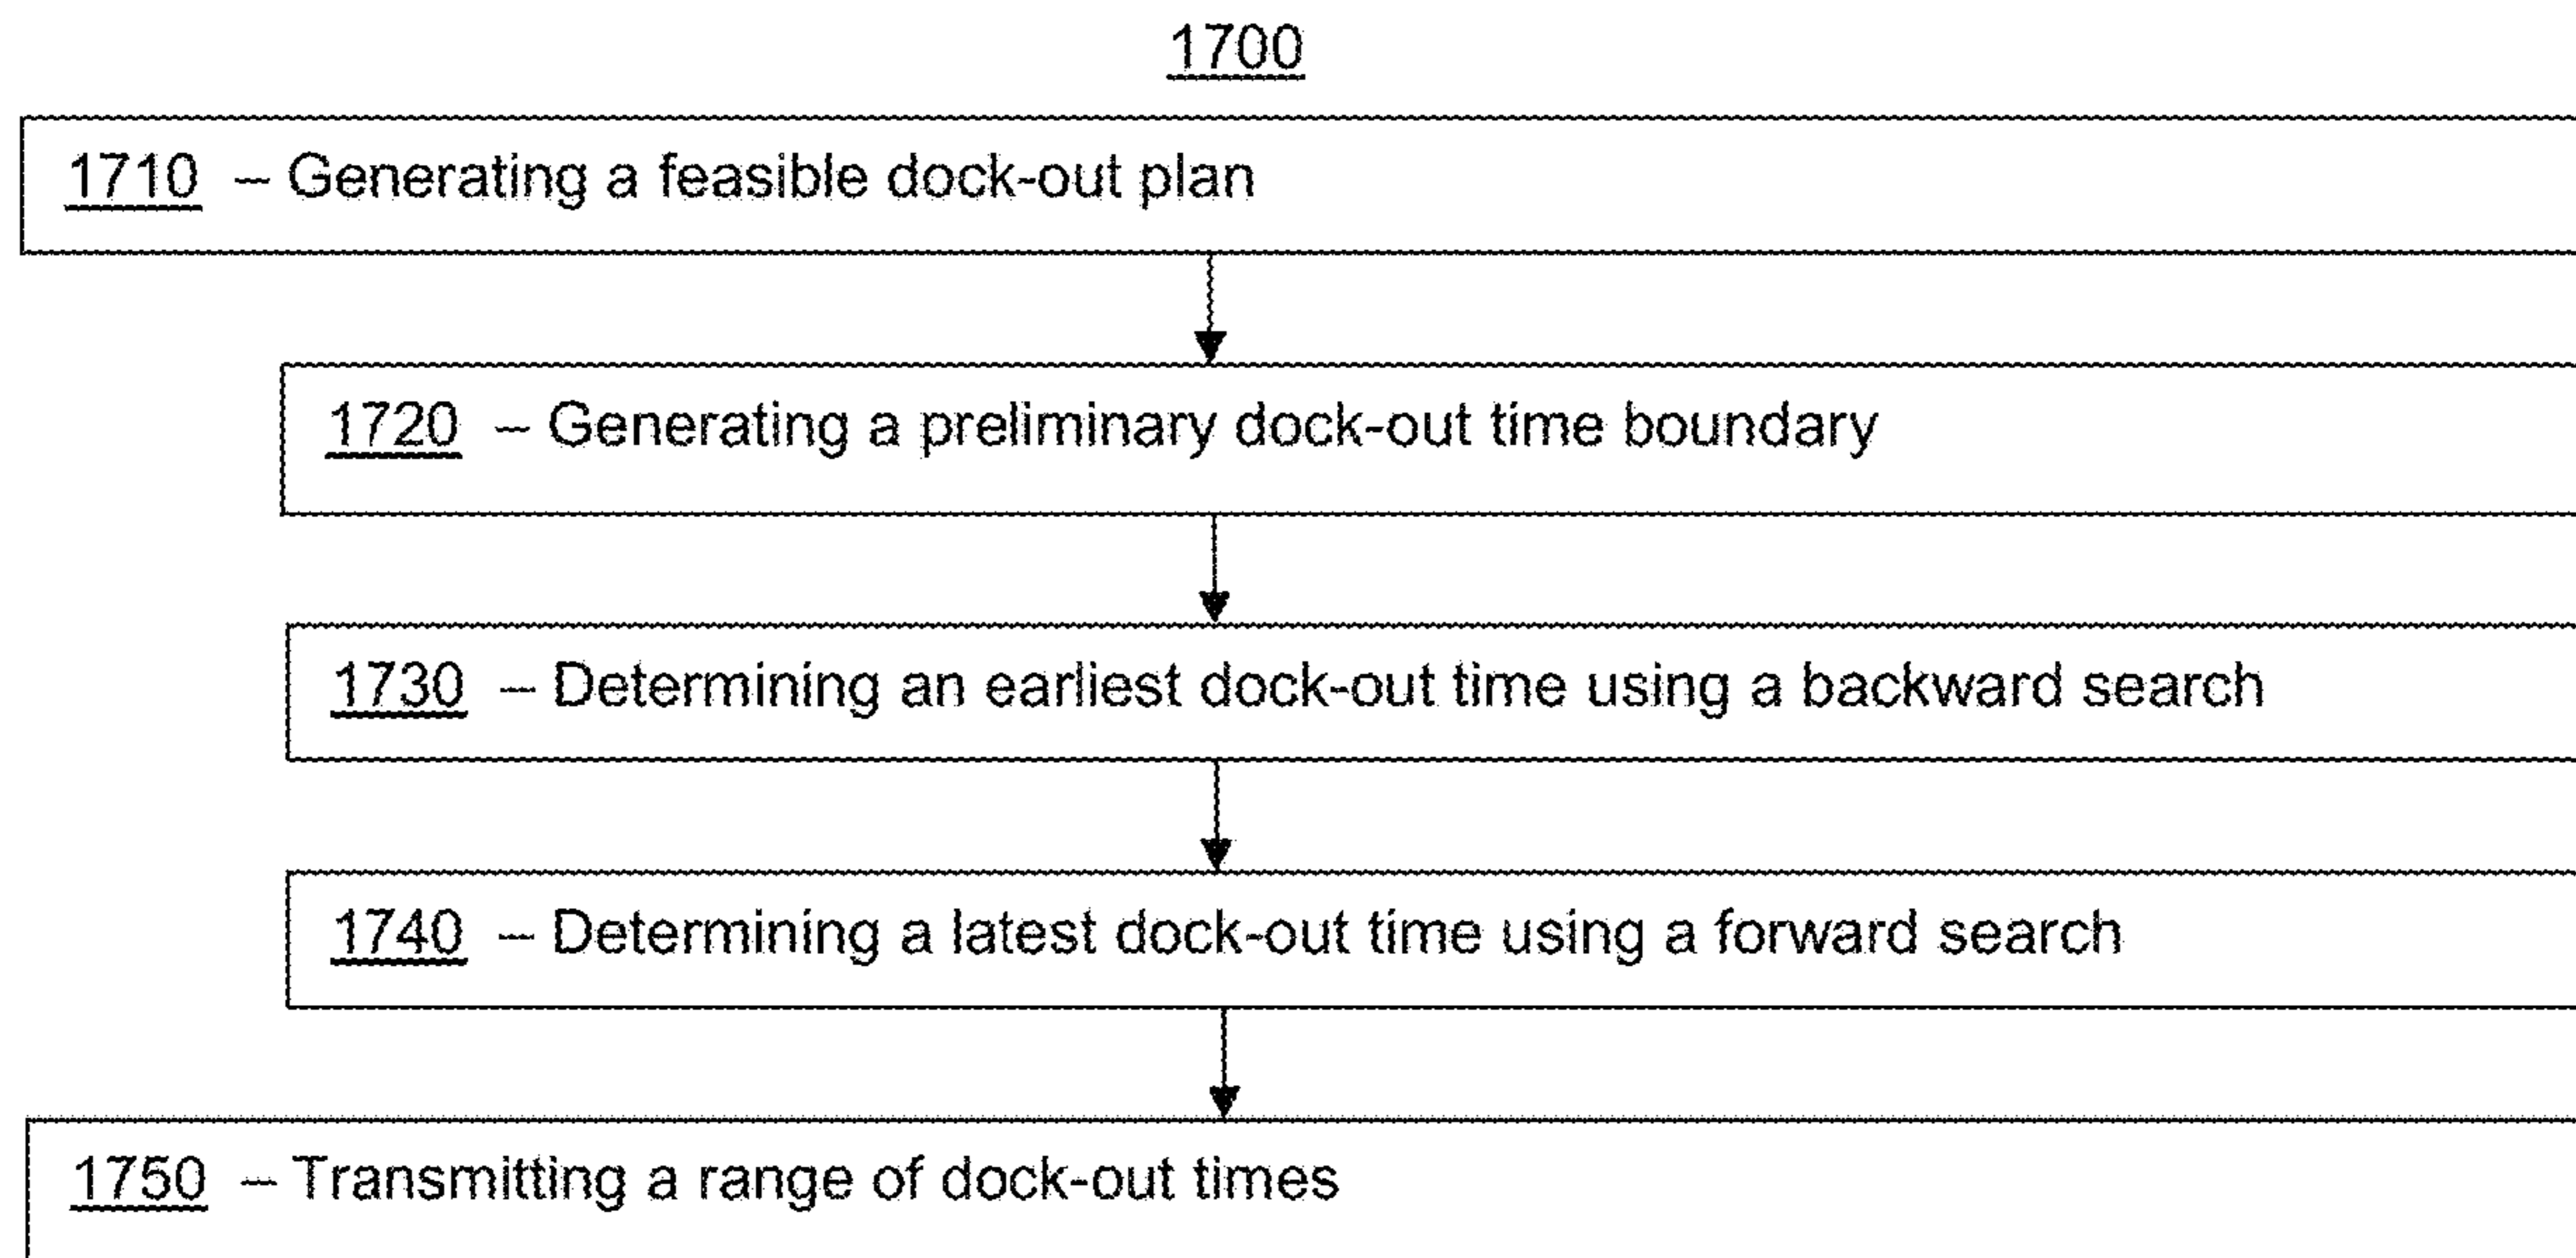 1700
1710 – Generating a feasible dock-out plan
1720 – Generating a preliminary dock-out time boundary
1730 – Determining an earliest dock-out time using a backward search
1740 – Determining a latest dock-out time using a forward search
1750 – Transmitting a range of dock-out times